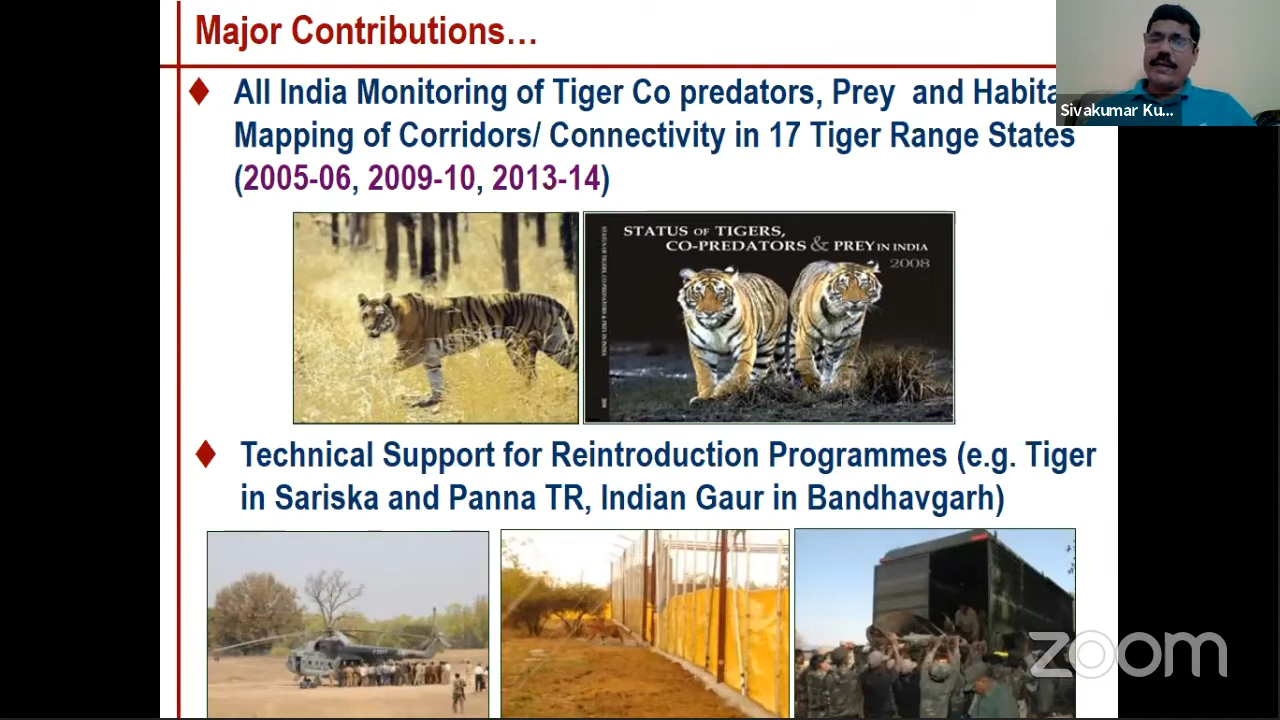 Major Contributions…
All India Monitoring of Tiger Co predators, Prey and Habita
Mapping of Corridors/ Connectivity in 17 Tiger Range States
(2005-06, 2009-10, 2013-14)
STATUS OF TIGERS,
CO-PREDATORS & PREY IN INDIA
2008
Technical Support for Reintroduction Programmes (e.g. Tiger
in Sariska and Panna TR, Indian Gaur in Bandhavgarh)
Sivakumar Ku...
zoom